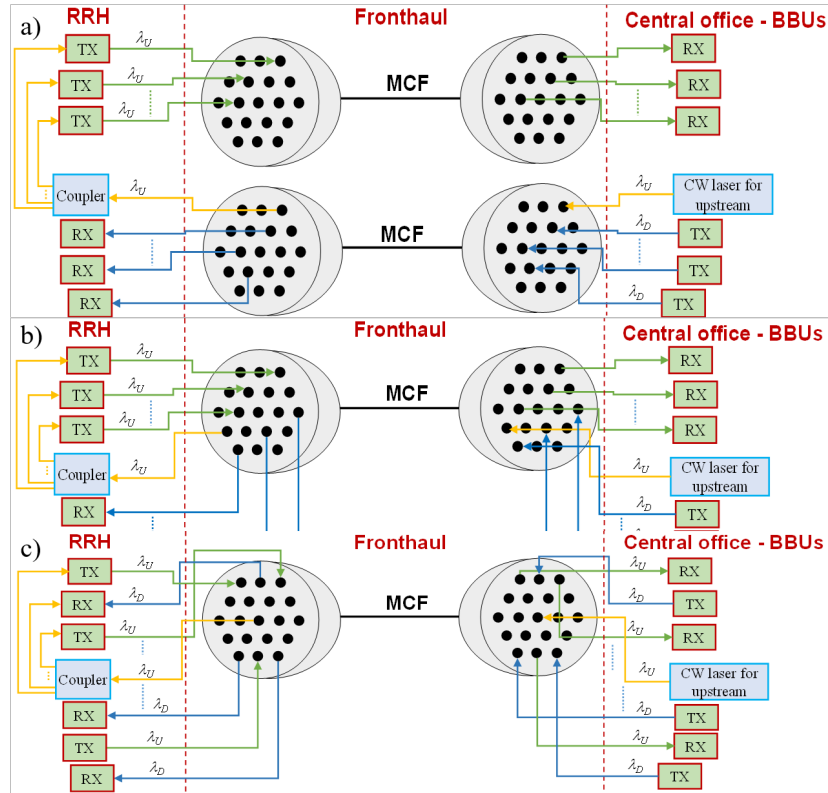 a)
RRH
Fronthaul
Central office - BBUs
TX
λU
RX
TX
λU
MCF
RX
TX
λU
RX
Coupler
λU
λU
CW laser for
upstream
RX
λD
TX
RX
MCF
TX
RX
λD
TX
b)
RRH
Fronthaul
Central office - BBUs
TX
λU
RX
TX
λU
MCF
RX
TX
λU
RX
Coupler
λU
λU
CW laser for
upstream
RX
λD
TX
c)
RRH
Fronthaul
Central office - BBUs
TX
λU
λU
RX
RX
λD
λD
TX
TX
λU
MCF
λU
RX
Coupler
λU
λU
CW laser for
upstream
RX
λD
λD
TX
TX
λU
λU
RX
RX
λD
λD
TX